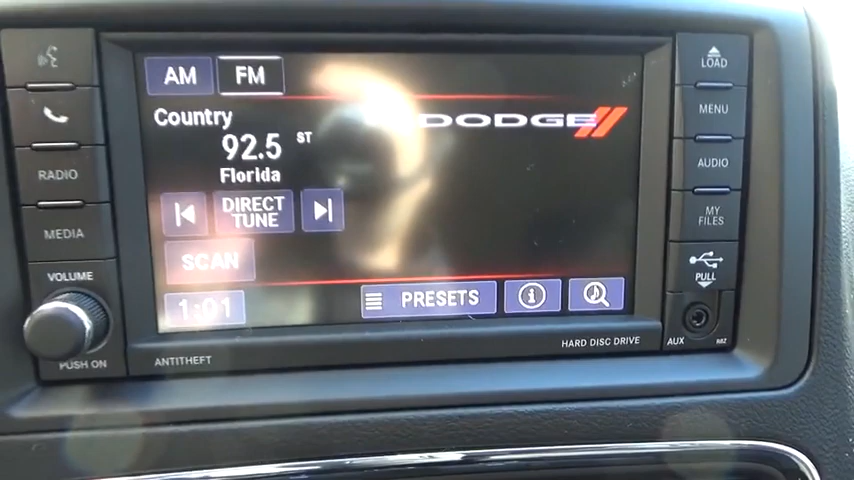 AM FM
Country
92.5 ST
Florida
DODGE
DIRECT
TUNE
SCAN
1:01
PRESETS
RADIO
MEDIA
VOLUME
PUSH ON
ANTITHEFT
HARD DISC DRIVE
LOAD
MENU
AUDIO
MY
FILES
PULL
AUX